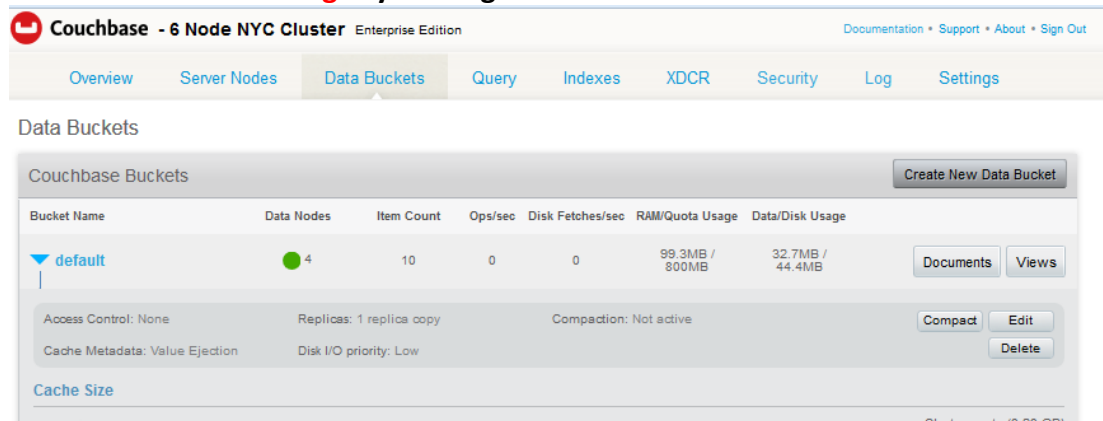 Couchbase - 6 Node NYC Cluster Enterprise Edition Documentation • Support • About • Sign Out
Overview Server Nodes Data Buckets Query Indexes XDCR Security Log Settings
Data Buckets
Couchbase Buckets Create New Data Bucket
Bucket Name Data Nodes Item Count Ops/sec Disk Fetches/sec RAM/Quota Usage Data/Disk Usage
default 4 10 0 0 99.3MB / 800MB 32.7MB / 44.4MB Documents Views
Access Control: None Replicas: 1 replica copy Compaction: Not active Compact Edit
Cache Metadata: Value Ejection Disk I/O priority: Low Delete
Cache Size